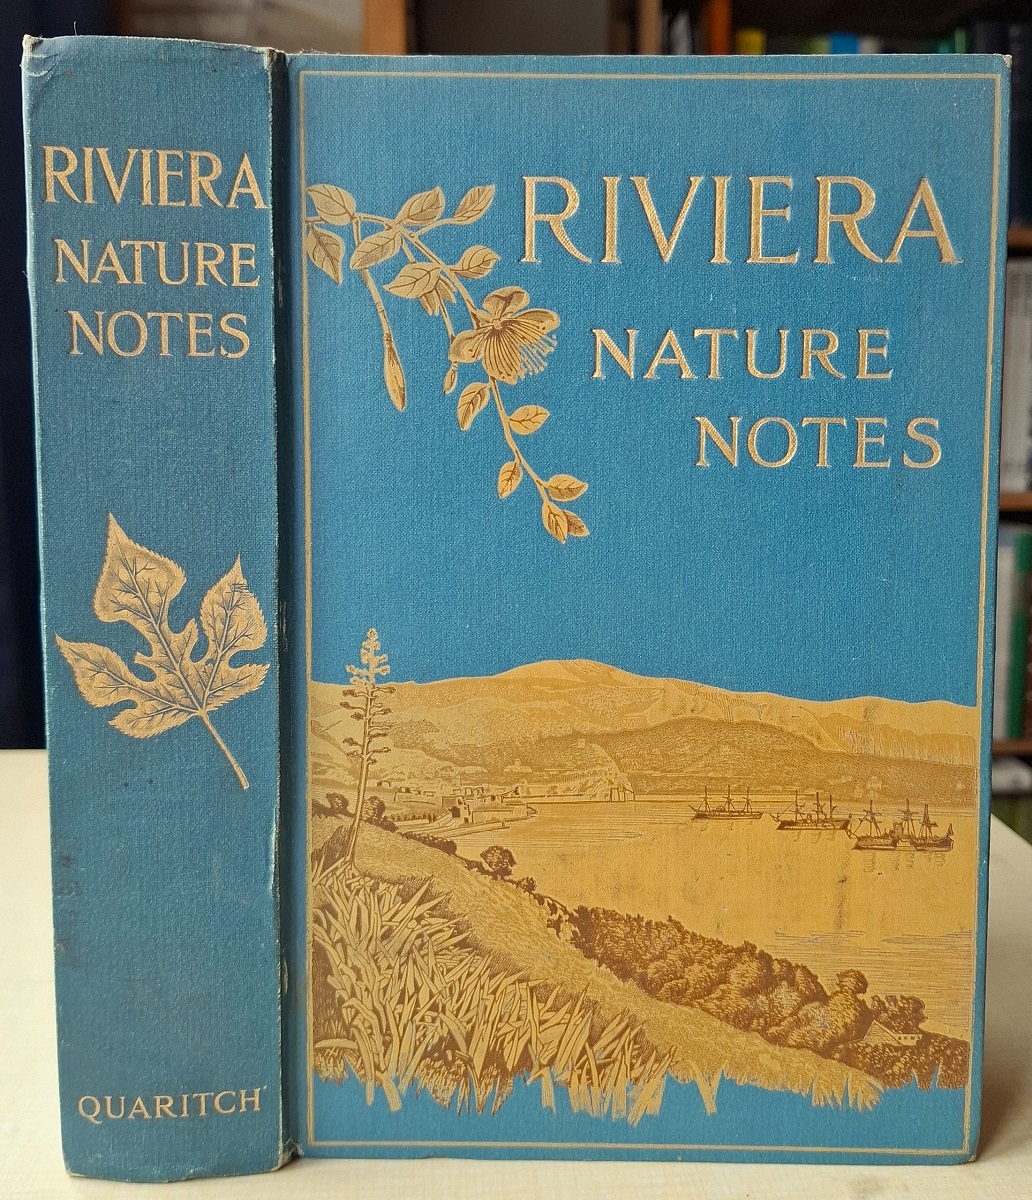 RIVIERA
NATURE
NOTES
QUARITCH
RIVIERA
NATURE
NOTES